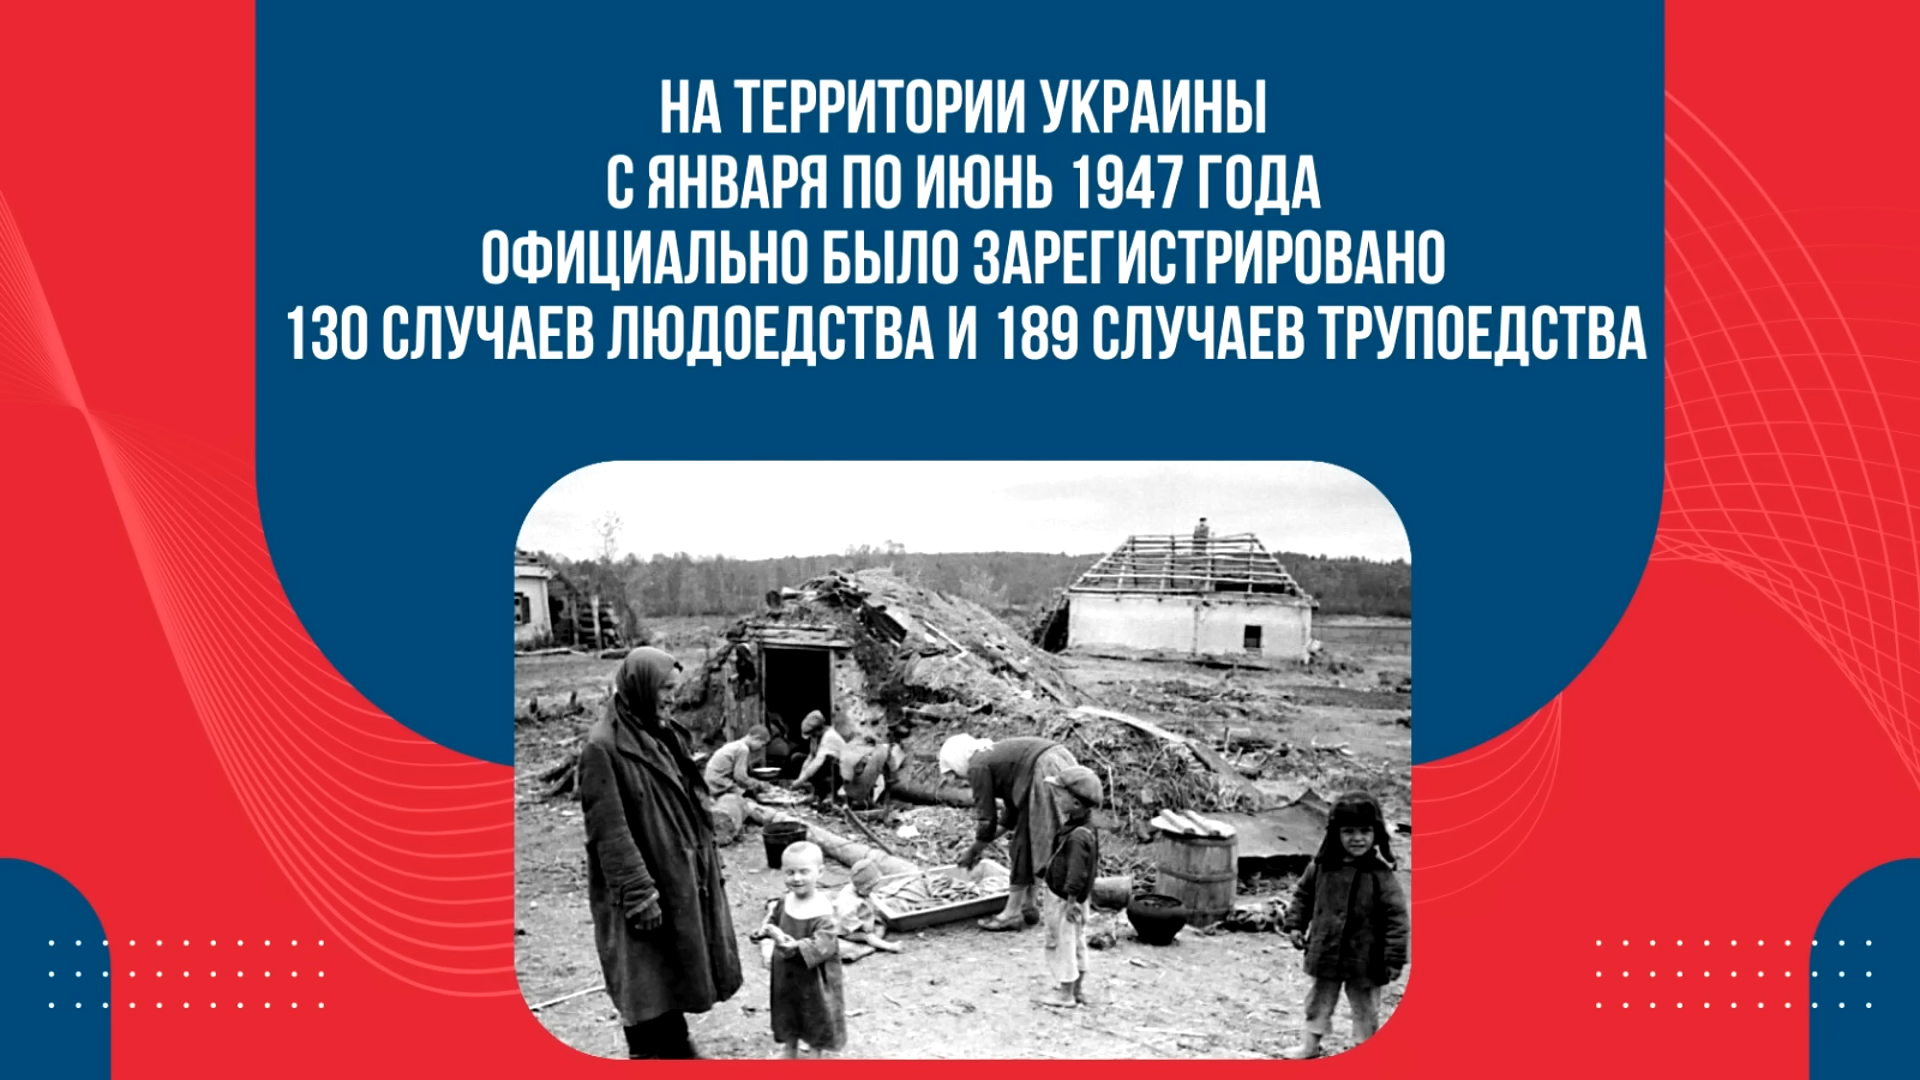 НА ТЕРРИТОРИИ УКРАИНЫ
С ЯНВАРЯ ПО ИЮНЬ 1947 ГОДА
ОФИЦИАЛЬНО БЫЛО ЗАРЕГИСТРИРОВАНО
130 СЛУЧАЕВ ЛЮДОЕДСТВА И 189 СЛУЧАЕВ ТРУПОЕДСТВА